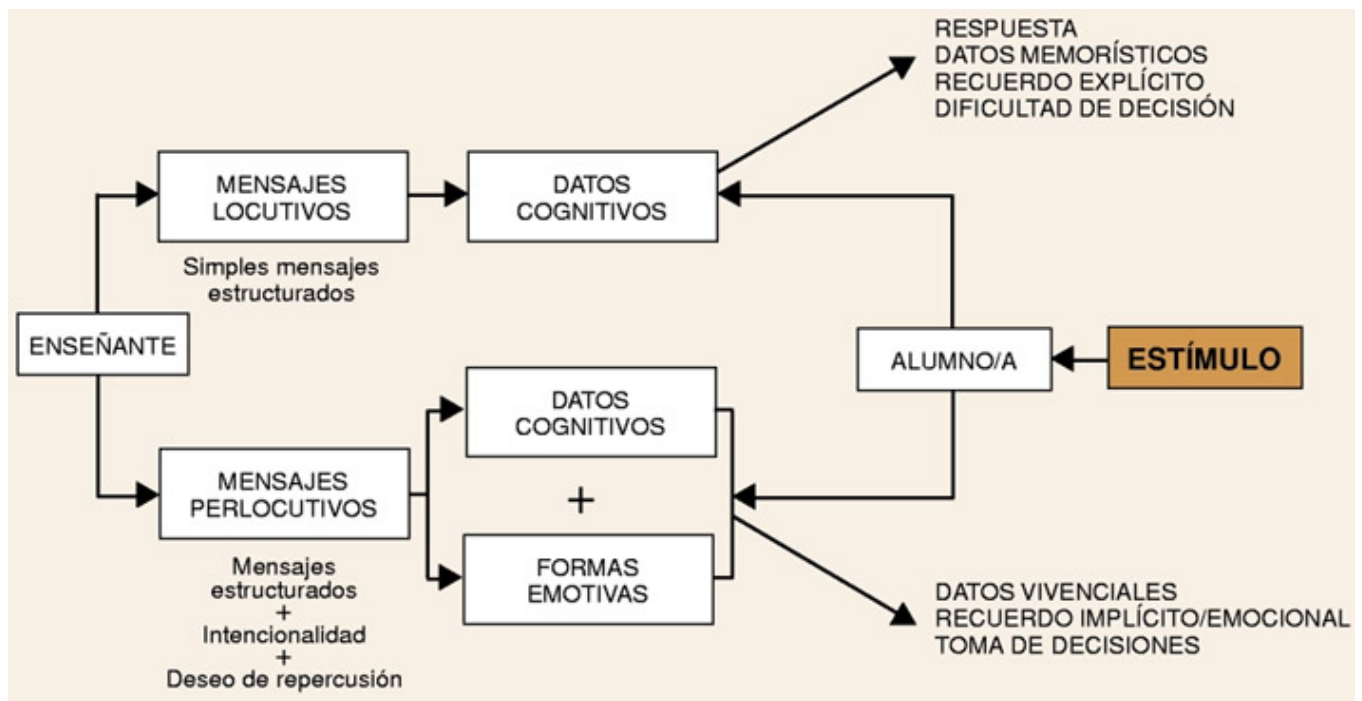 RESPUESTA
DATOS MEMORÍSTICOS
RECUERDO EXPLÍCITO
DIFICULTAD DE DECISIÓN
MENSAJES
LOCUTIVOS
DATOS
COGNITIVOS
Simples mensajes
estructurados
ENSEÑANTE
ALUMNO/A
ESTÍMULO
DATOS
COGNITIVOS
MENSAJES
PERLOCUTIVOS
+
FORMAS
EMOTIVAS
Mensajes
estructurados
+
Intencionalidad
+
Deseo de repercusión
DATOS VIVENCIALES
RECUERDO IMPLÍCITO/EMOCIONAL
TOMA DE DECISIONES